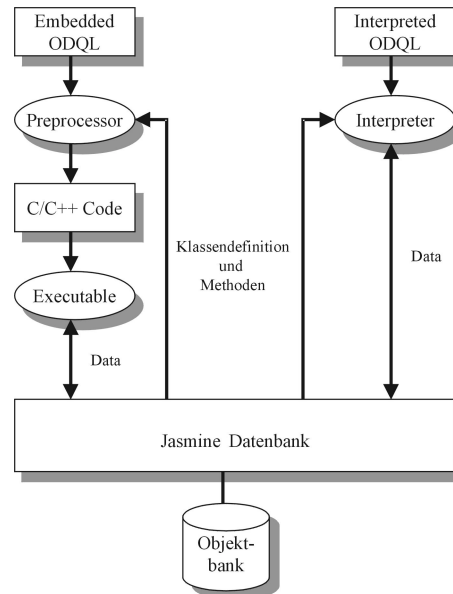 Embedded
ODQL
Interpreted
ODQL
Preprocessor
Interpreter
C/C++ Code
Klassendefinition
und
Methoden
Data
Executable
Data
Jasmine Datenbank
Objekt-
bank